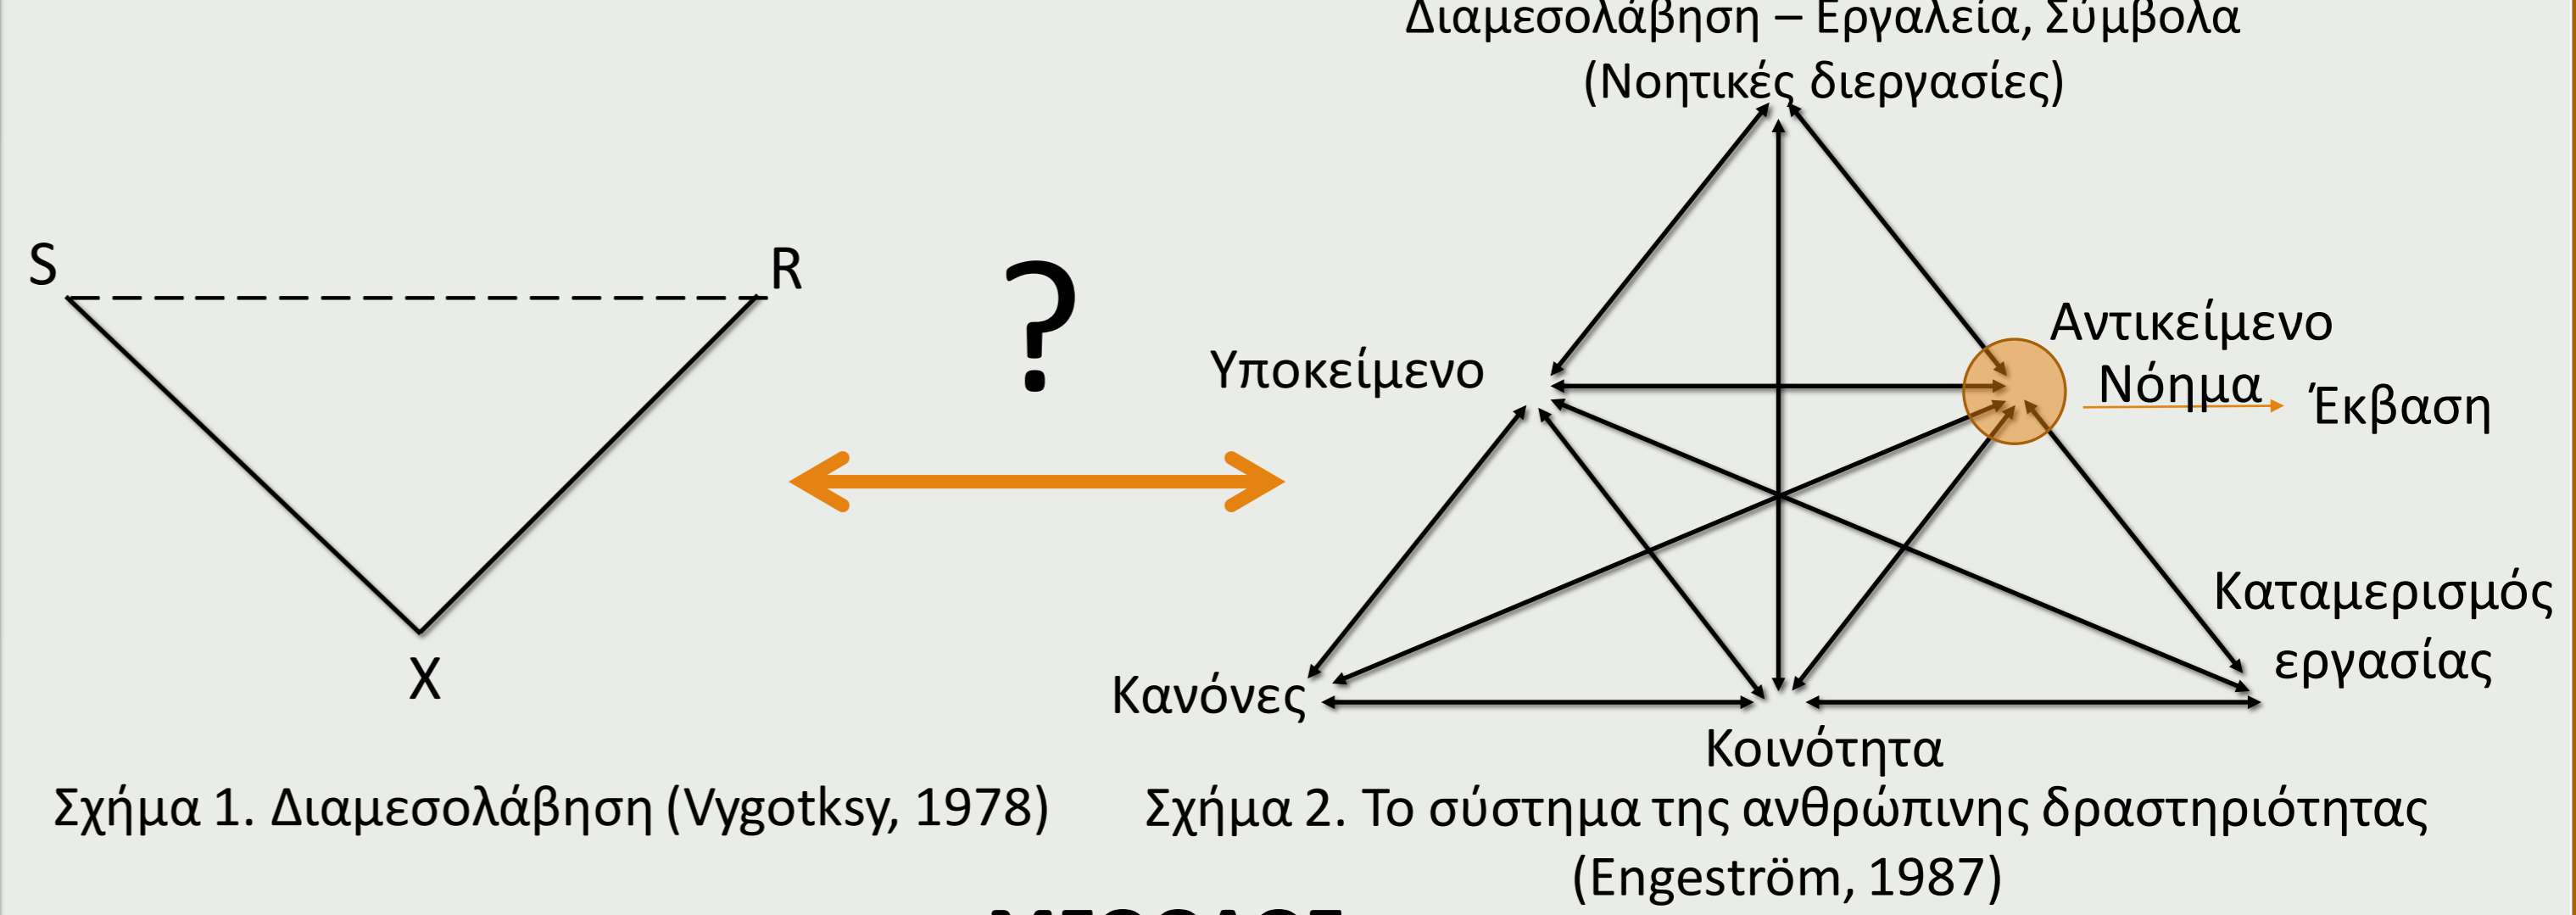 Διαμεσολάβηση – Εργαλεία, Σύμβολα
(Νοητικές διεργασίες)
S
R
?
Υποκείμενο
Αντικείμενο
Νόημα
Έκβαση
X
Κανόνες
Καταμερισμός
εργασίας
Κοινότητα
Σχήμα 1. Διαμεσολάβηση (Vygotksy, 1978)
Σχήμα 2. Το σύστημα της ανθρώπινης δραστηριότητας
(Engeström, 1987)